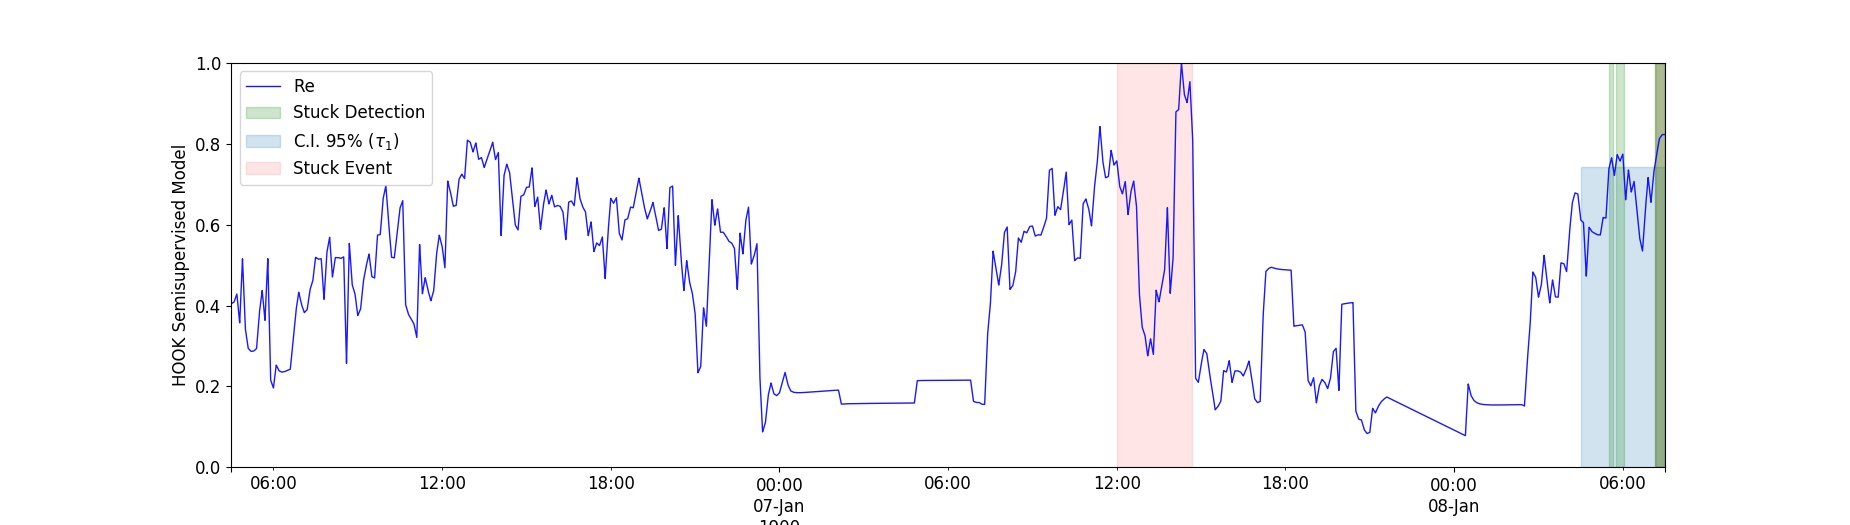 HOOK Semisupervised Model
1.0
0.8
0.6
0.4
0.2
0.0
Re
Stuck Detection
C.I. 95% (τ₁)
Stuck Event
06:00 12:00 18:00 00:00 06:00 12:00 18:00 00:00 06:00
07-Jan 08-Jan
1900